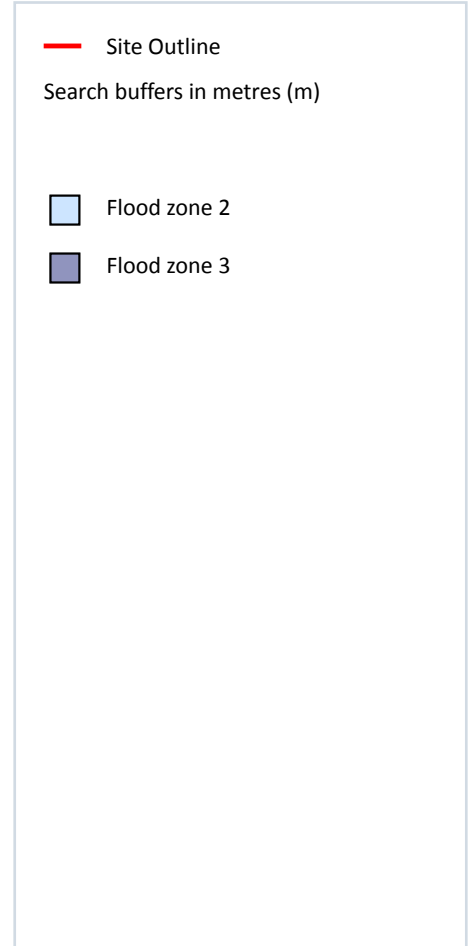 Site Outline
Search buffers in metres (m)
Flood zone 2
Flood zone 3